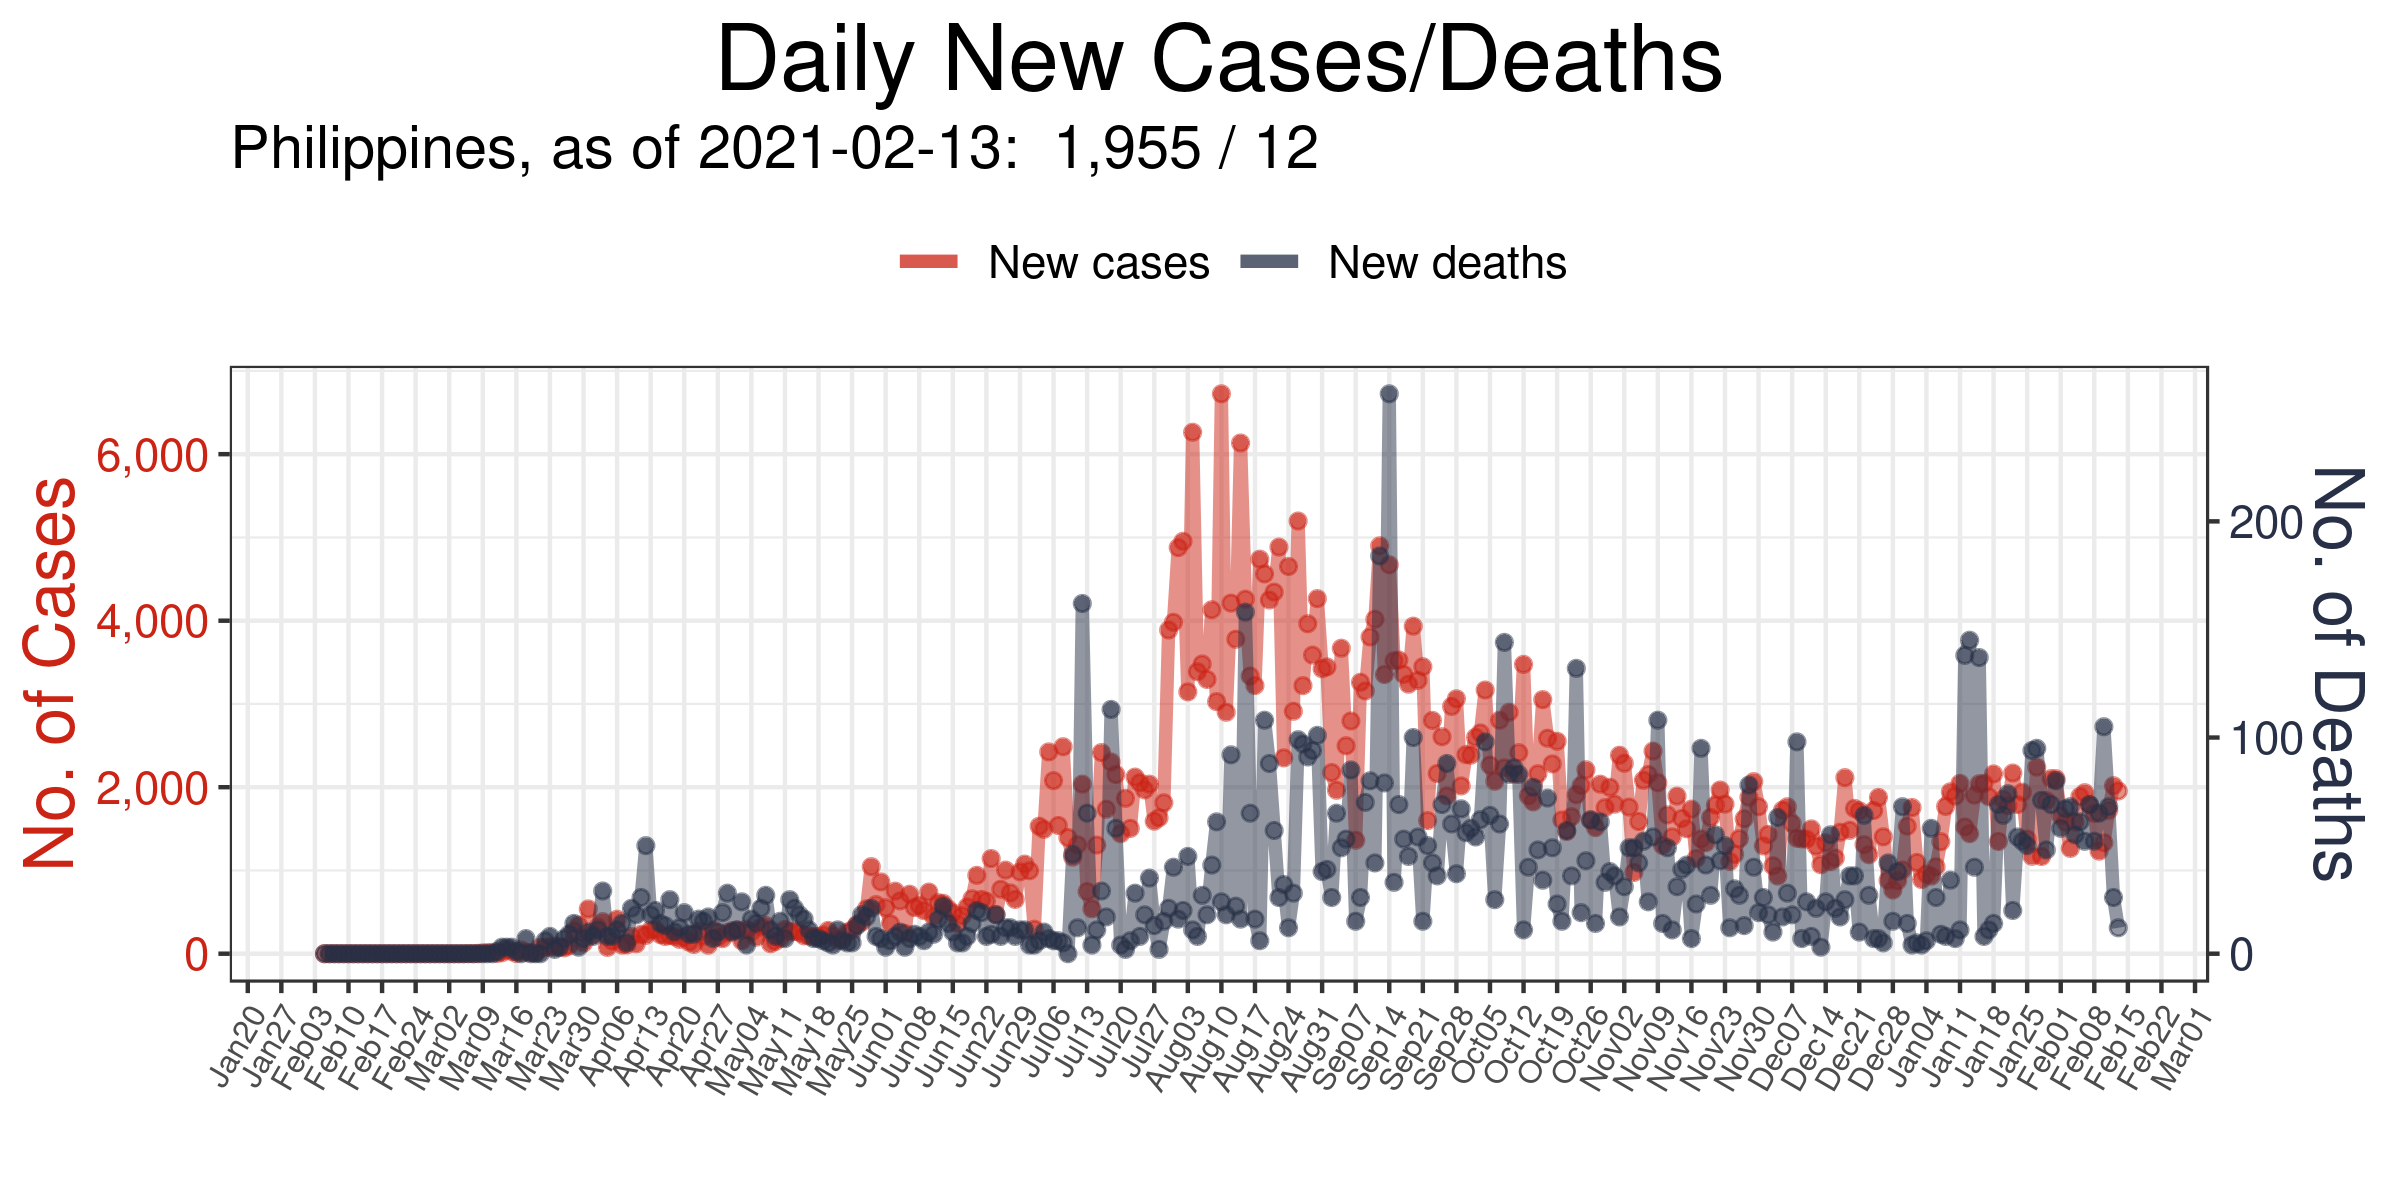 Daily New Cases/Deaths
Philippines, as of 2021-02-13:  1,955 / 12
New cases New deaths
No. of Cases
6,000
4,000
2,000
0
200
100
0
No. of Deaths
Jan20 Jan27 Feb03 Feb10 Feb17 Feb24 Mar02 Mar09 Mar16 Mar23 Mar30 Apr06 Apr13 Apr20 Apr27 May04 May11 May18 May25 Jun01 Jun08 Jun15 Jun22 Jun29 Jul06 Jul13 Jul20 Jul27 Aug03 Aug10 Aug17 Aug24 Aug31 Sep07 Sep14 Sep21 Sep28 Oct05 Oct12 Oct19 Oct26 Nov02 Nov09 Nov16 Nov23 Nov30 Dec07 Dec14 Dec21 Dec28 Jan04 Jan11 Jan18 Jan25 Feb01 Feb08 Feb15 Feb22 Mar01